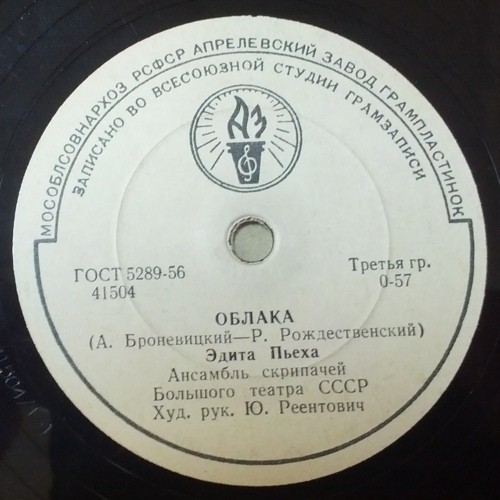 МОСОБЛСОВНАРХОЗ РСФСР АПРЕЛЕВСКИЙ ЗАВОД ГРАМПЛАСТИНОК
ЗАПИСАНО ВО ВСЕСОЮЗНОЙ СТУДИИ ГРАМЗАПИСИ
АЗ
ГОСТ 5289-56
41504
Третья гр.
0-57
ОБЛАКА
(А. Броневицкий—Р. Рождественский)
Эдита Пьеха
Ансамбль скрипачей
Большого театра СССР
Худ. рук. Ю. Реентович